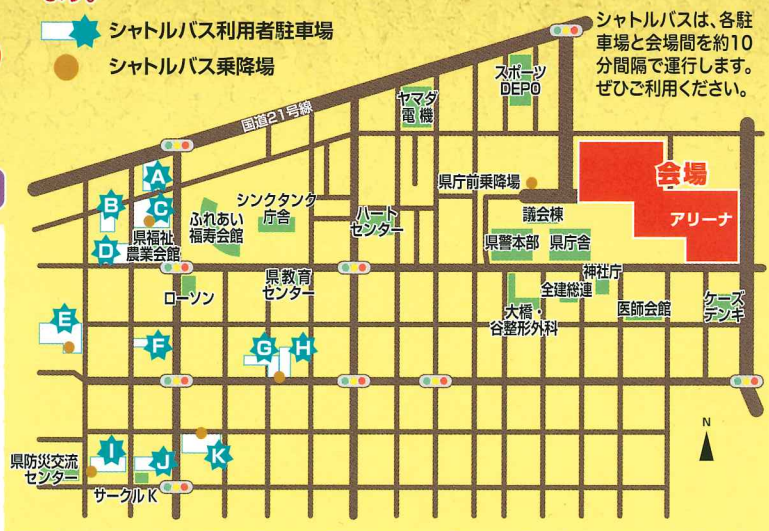 ます。
シャトルバス利用者駐車場
シャトルバス乗降場
シャトルバスは、各駐
車場と会場間を約10
分間隔で運行します。
ぜひご利用ください。
国道21号線
ヤマダ
電機
スポーツ
DEPO
会場
アリーナ
県庁前乗降場
議会棟
県警本部
県庁舎
A
B
C
D
県福祉
農業会館
ふれあい
福寿会館
シンクタンク
庁舎
ハート
センター
ローソン
県教育
センター
神社庁
全建総連
大橋・
谷整形外科
医師会館
ケーズ
デンキ
E
F
G
H
I
J
K
県防災交流
センター
サークルK
N